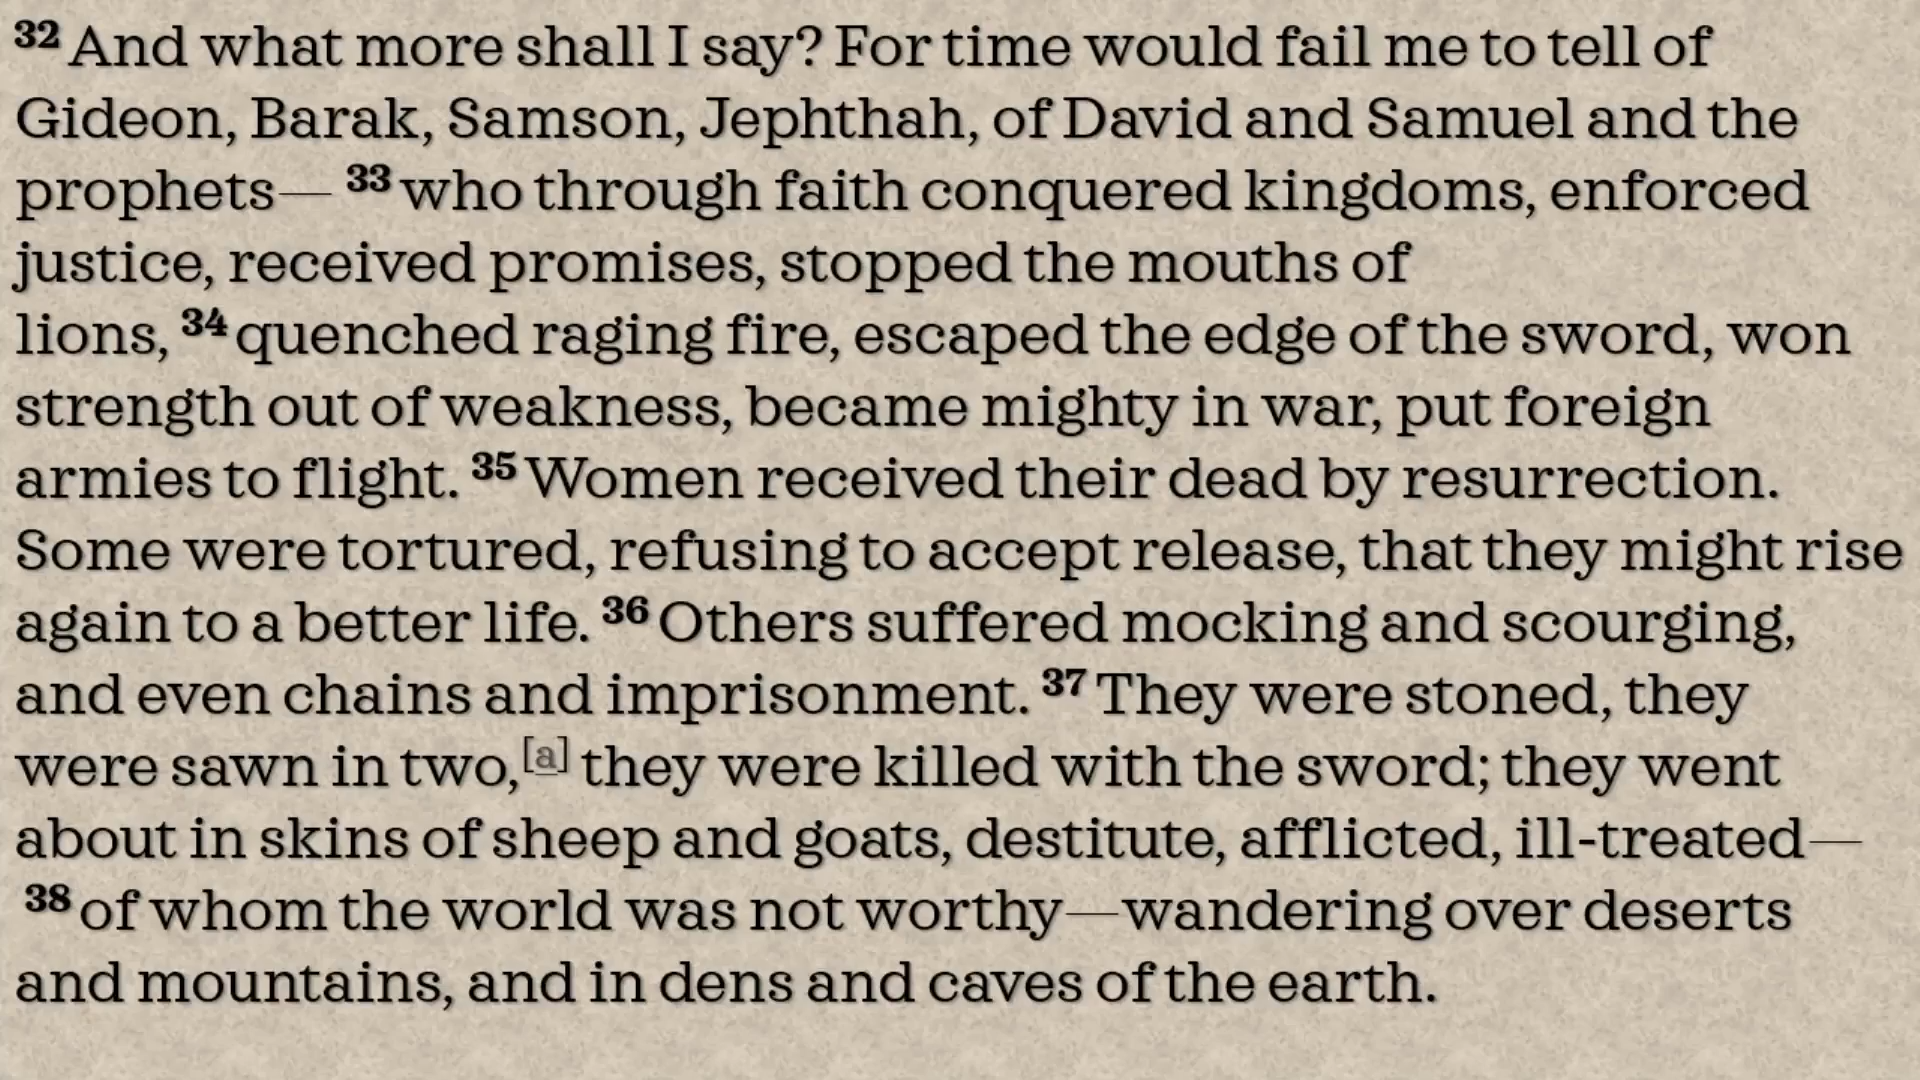 32 And what more shall I say? For time would fail me to tell of
Gideon, Barak, Samson, Jephthah, of David and Samuel and the
prophets— 33 who through faith conquered kingdoms, enforced
justice, received promises, stopped the mouths of
lions, 34 quenched raging fire, escaped the edge of the sword, won
strength out of weakness, became mighty in war, put foreign
armies to flight. 35 Women received their dead by resurrection.
Some were tortured, refusing to accept release, that they might rise
again to a better life. 36 Others suffered mocking and scourging,
and even chains and imprisonment. 37 They were stoned, they
were sawn in two,[a] they were killed with the sword; they went
about in skins of sheep and goats, destitute, afflicted, ill-treated—
38 of whom the world was not worthy—wandering over deserts
and mountains, and in dens and caves of the earth.